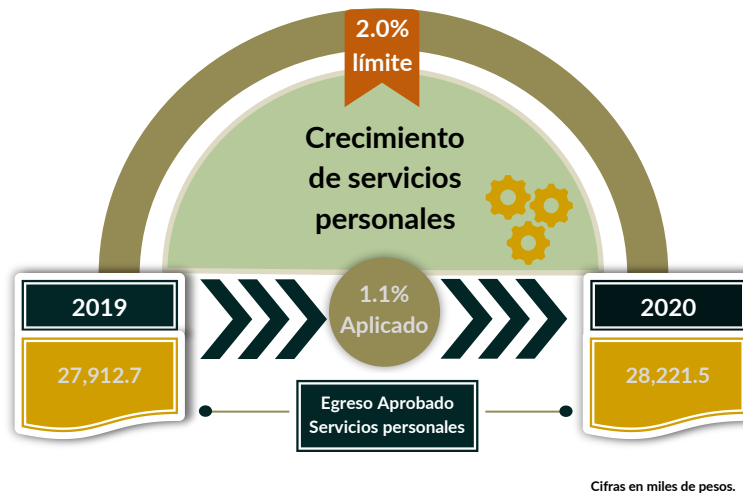 2.0%
límite
Crecimiento
de servicios
personales
2019
1.1%
Aplicado
2020
27,912.7
28,221.5
Egreso Aprobado
Servicios personales
Cifras en miles de pesos.